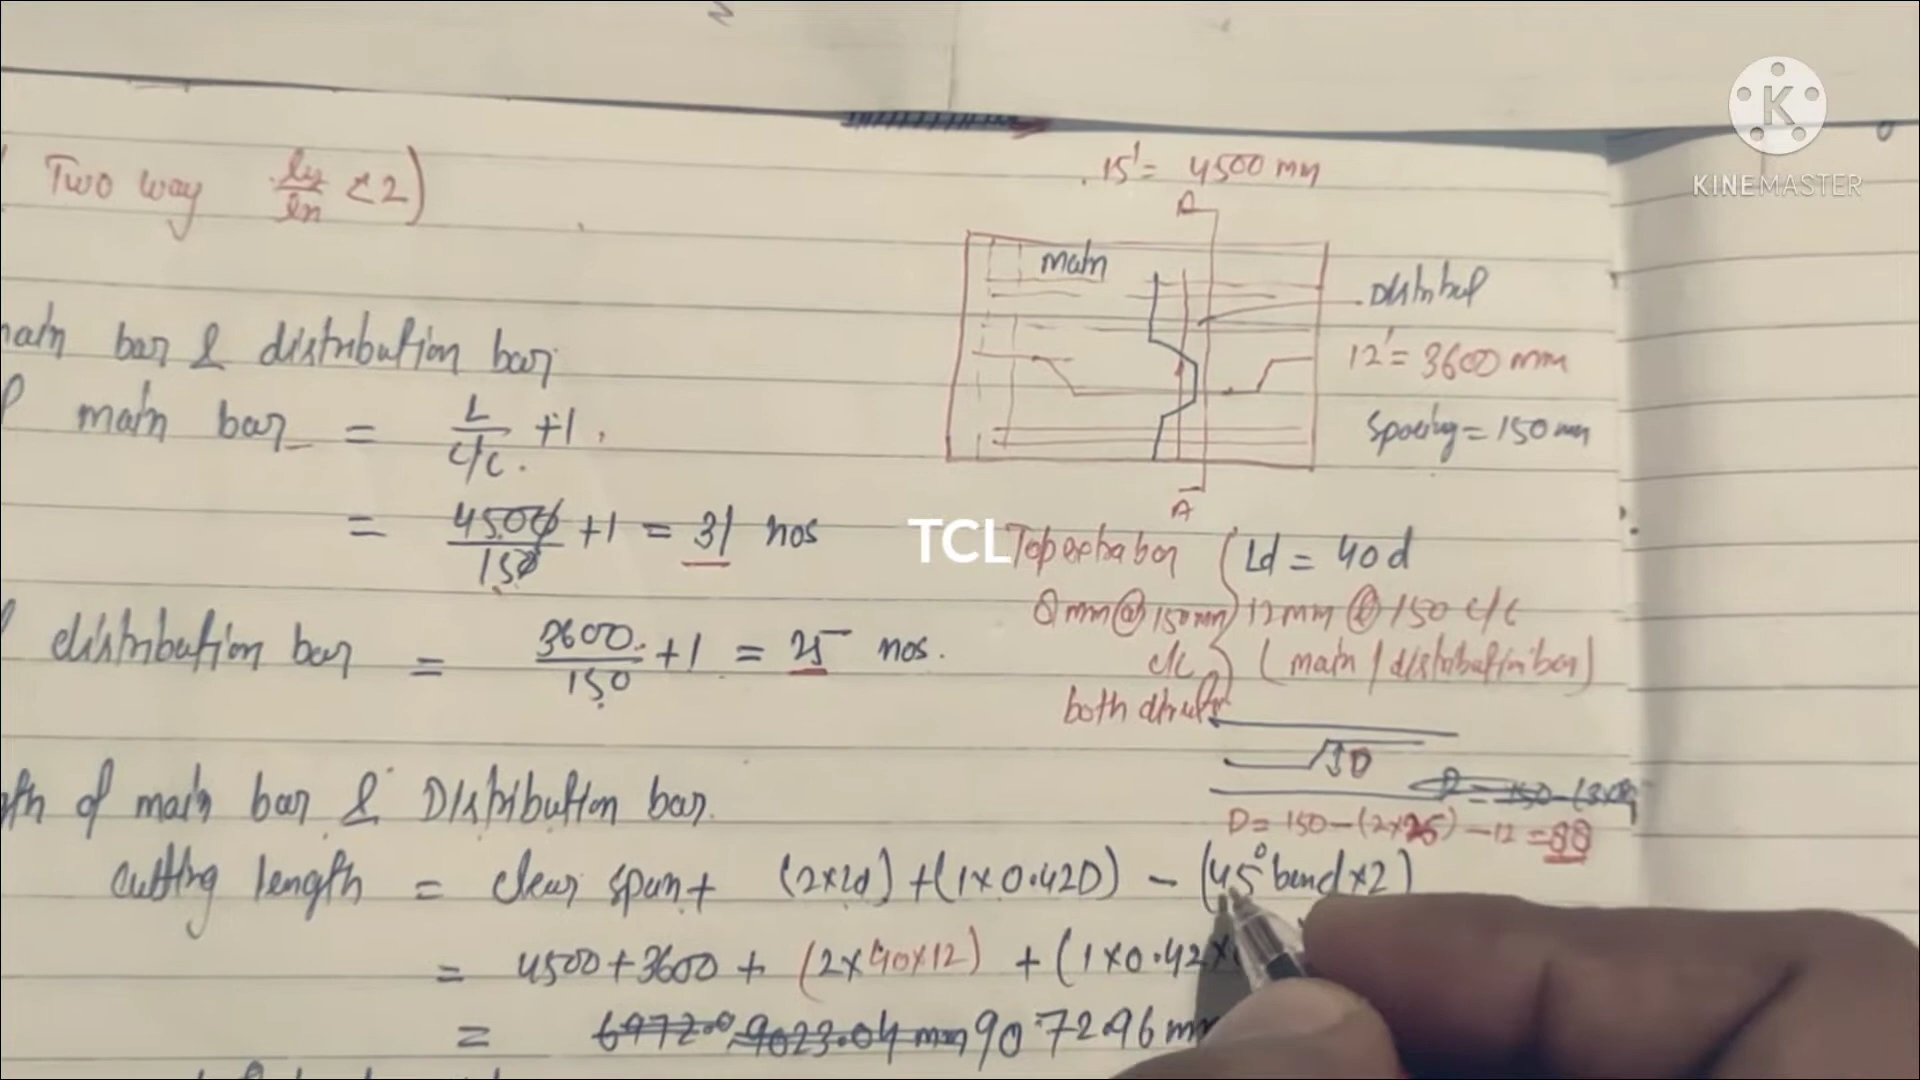 KINEMASTER
Two way ly/lx < 2)
15' = 4500 mm
A
main
Distribu
12' = 3600 mm
Spacing = 150 mm
A
main bar & distribution bar
main bar = L / c/c. + 1.
= 4500/150 + 1 = 31 nos
distribution bar = 3600/150 + 1 = 25 nos.
TCL
Top extra bar
8 mm @ 150 mm c/c
both direct
Ld = 40d
12 mm @ 150 c/c
(main / distribution bar)
D
D = 150 - (2×25) - 12 = 88
gth of main bar & Distribution bar.
cutting length = clear span + (2×Ld) + (1×0.42D) - (45° bend×2)
= 4500 + 3600 + (2×40×12) + (1×0.42×
= 6972.0 9023.04 mm 9072.96 mm